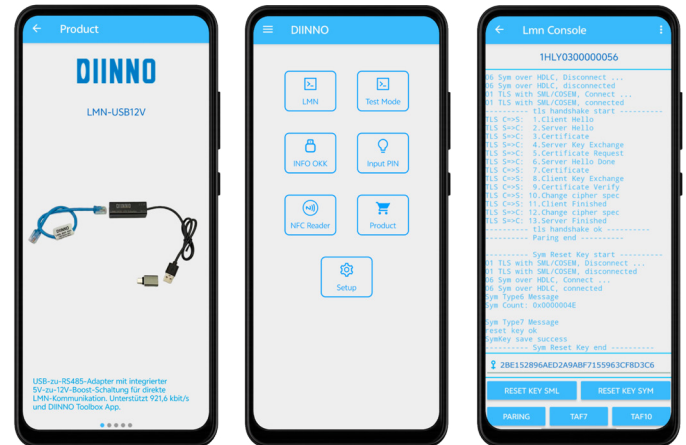 Product
DIINNO
LMN-USB12V
DIINNO
USB-zu-RS485-Adapter mit integrierter
5V-zu-12V-Boost-Schaltung für direkte
LMN-Kommunikation. Unterstützt 921,6 kbit/s
und DIINNO Toolbox App.
DIINNO
LMN
Test Mode
INFO OKK
Input PIN
NFC Reader
Product
Setup
Lmn Console
1HLY0300000056
06 Sym over HDLC, Disconnect ...
06 Sym over HDLC, disconnected
01 TLS with SML/COSEM, Connect ...
01 TLS with SML/COSEM, connected
---------- tls handshake start ----------
TLS C=>S: 1.Client Hello
TLS S=>C: 2.Server Hello
TLS S=>C: 3.Certificate
TLS S=>C: 4.Server Key Exchange
TLS S=>C: 5.Certificate Request
TLS S=>C: 6.Server Hello Done
TLS C=>S: 7.Certificate
TLS C=>S: 8.Client Key Exchange
TLS C=>S: 9.Certificate Verify
TLS C=>S: 10.Change cipher spec
TLS C=>S: 11.Client Finished
TLS S=>C: 12.Change cipher spec
TLS S=>C: 13.Server Finished
---------- tls handshake ok ----------
---------- Paring end ----------
---------- Sym Reset Key start ----------
01 TLS with SML/COSEM, Disconnect ...
01 TLS with SML/COSEM, disconnected
06 Sym over HDLC, Connect ...
06 Sym over HDLC, connected
Sym Type6 Message
Sym Count: 0x0000004E
Sym Type7 Message
reset key ok
SymKey save success
---------- Sym Reset Key end ----------
2BE152896AED2A9ABF7155963CF8D3C6
RESET KEY SML
RESET KEY SYM
PARING
TAF7
TAF10